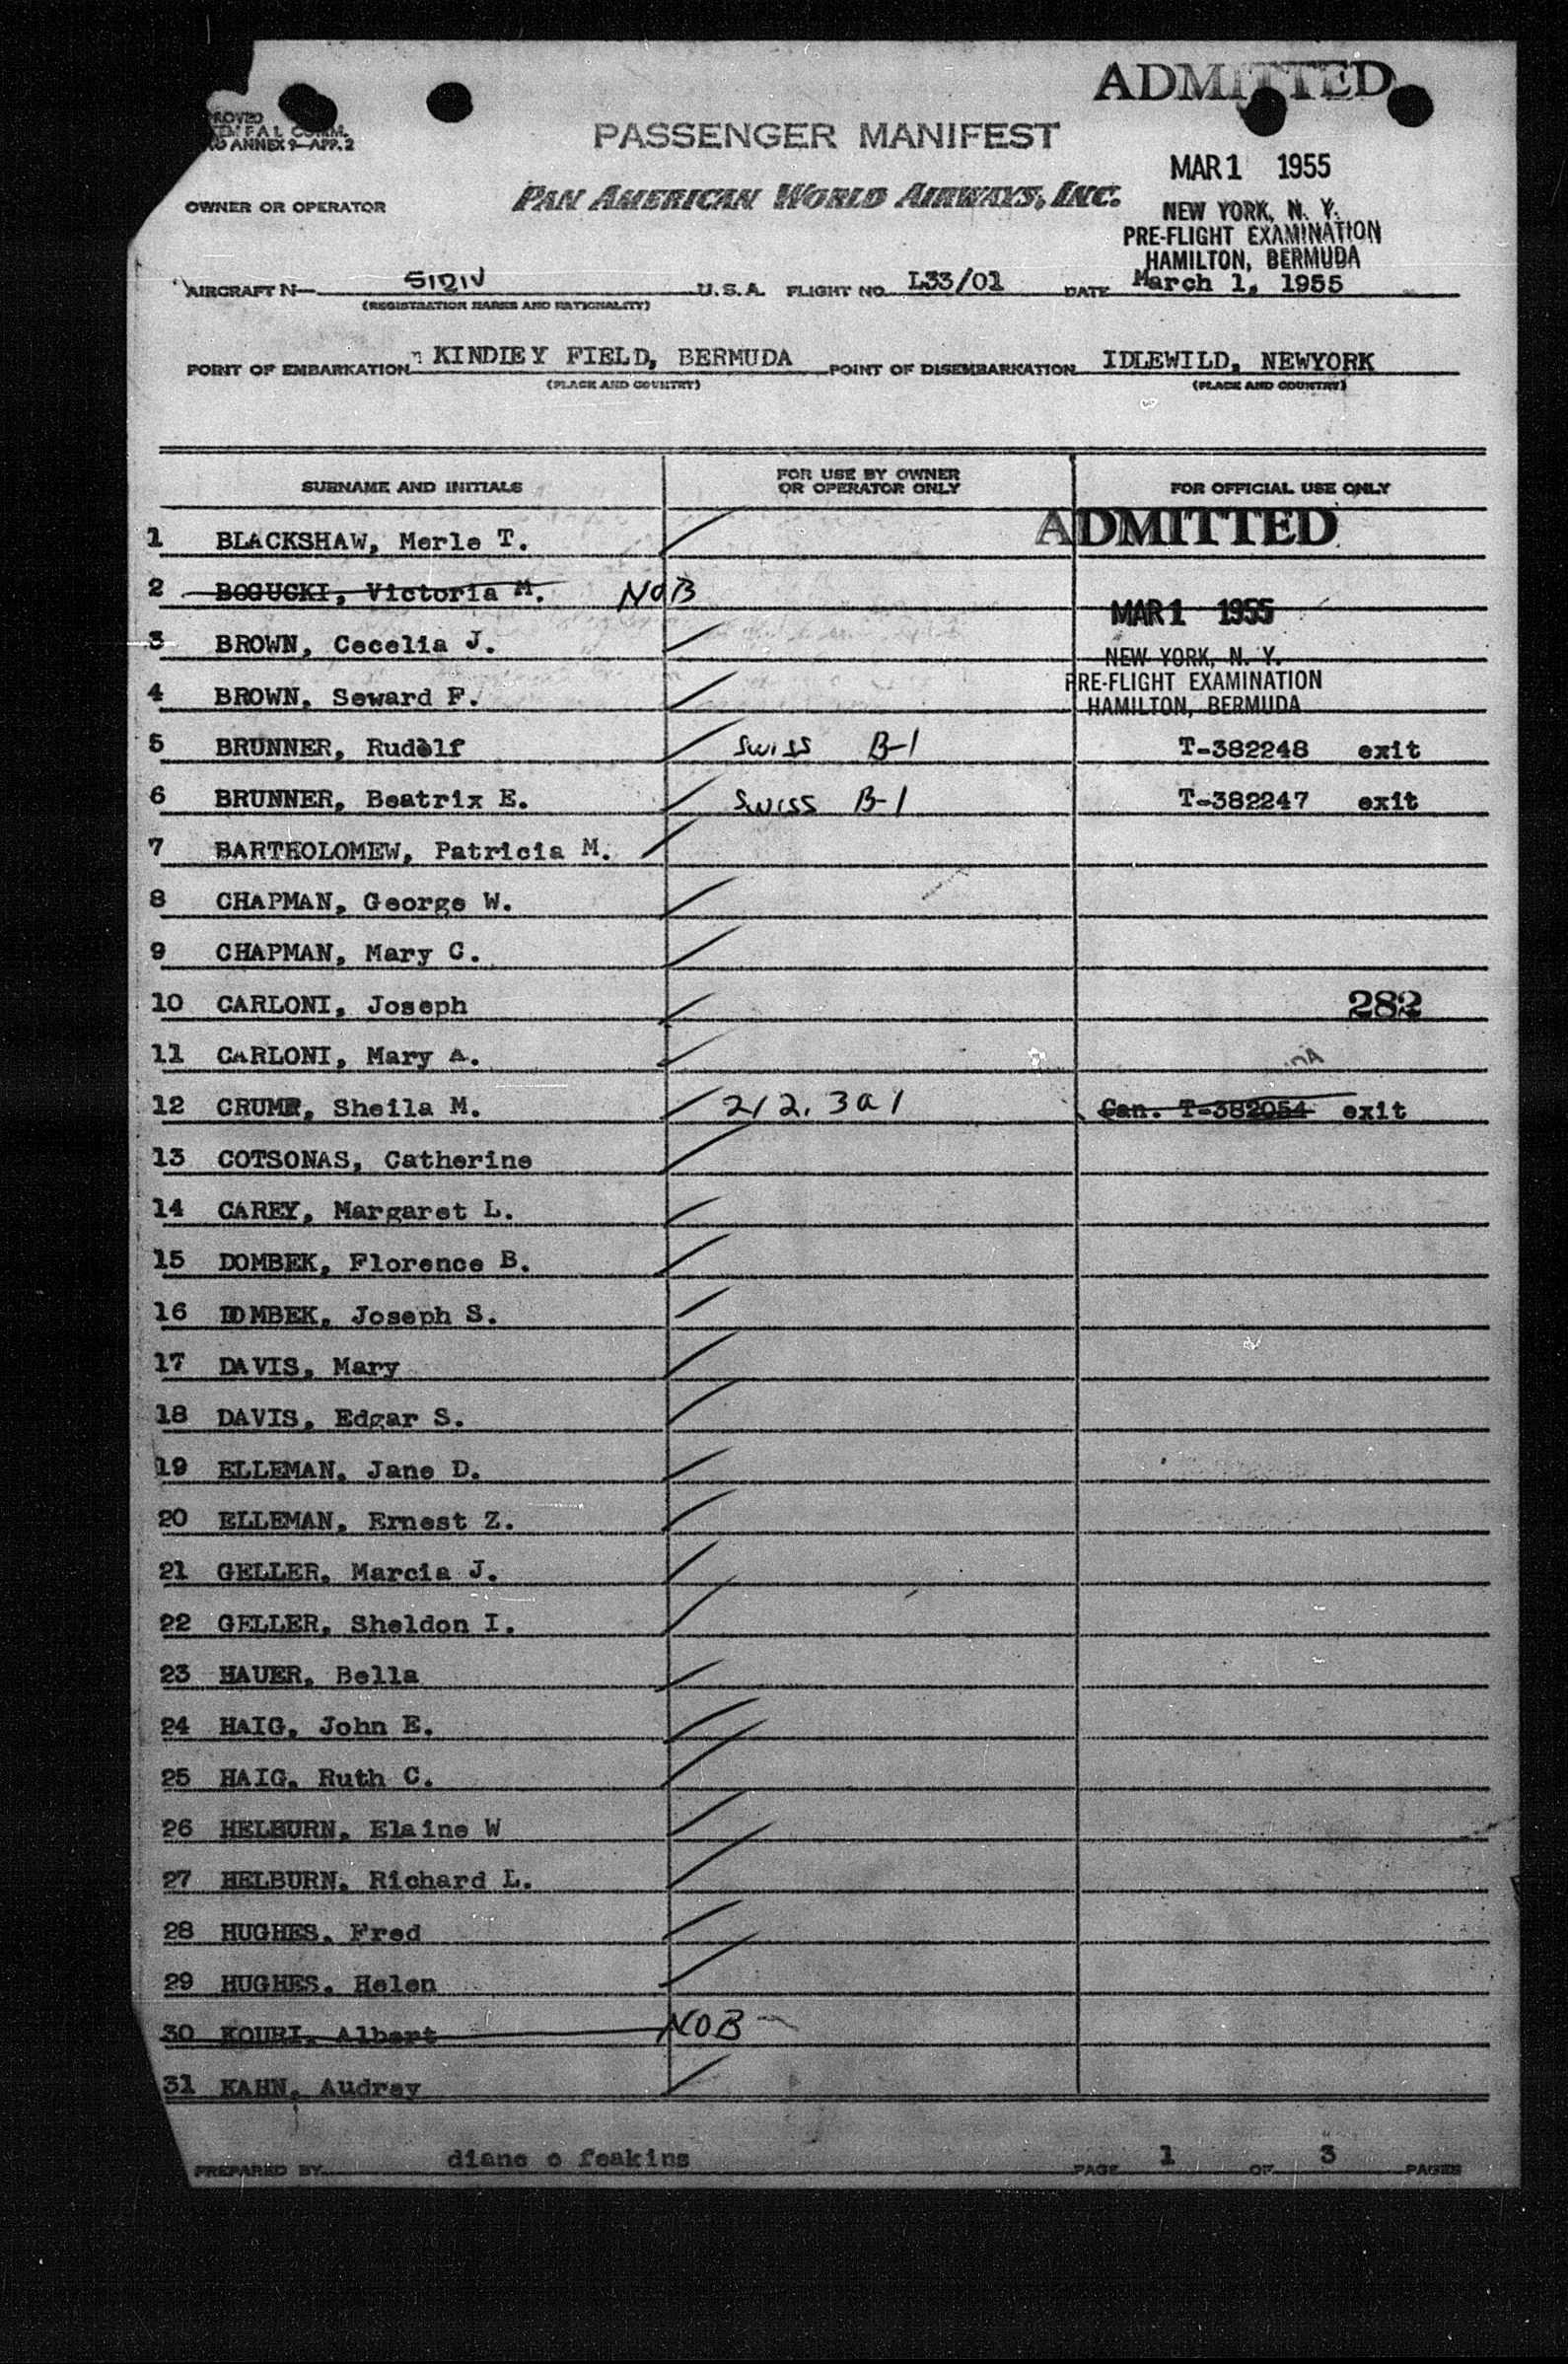 ADMITTED
PASSENGER MANIFEST
ANNEX 9—APP. 2
MAR 1 1955
OWNER OR OPERATOR PAN AMERICAN WORLD AIRWAYS, INC.
NEW YORK, N. Y.
PRE-FLIGHT EXAMINATION
HAMILTON, BERMUDA
AIRCRAFT N— U.S.A. FLIGHT NO. L33/01 DATE March 1, 1955
(REGISTRATION MARKS AND NATIONALITY)
POINT OF EMBARKATION KINDLEY FIELD, BERMUDA POINT OF DISEMBARKATION IDLEWILD, NEWYORK
(PLACE AND COUNTRY) (PLACE AND COUNTRY)
SURNAME AND INITIALS FOR USE BY OWNER OR OPERATOR ONLY FOR OFFICIAL USE ONLY
1 BLACKSHAW, Merle T. ADMITTED
2 BOGUCKI, Victoria M. NOB MAR 1 1955
3 BROWN, Cecelia J. NEW YORK, N. Y.
PRE-FLIGHT EXAMINATION
4 BROWN, Seward F. HAMILTON, BERMUDA
5 BRUNNER, Rudolf Swiss B-1 T-382248 exit
6 BRUNNER, Beatrix E. Swiss B-1 T-382247 exit
7 BARTHOLOMEW, Patricia M.
8 CHAPMAN, George W.
9 CHAPMAN, Mary C.
10 CARLONI, Joseph 282
11 CARLONI, Mary A.
12 Sheila M. 212.3a1 Can. T-382054 exit
13 COTSONAS, Catherine
14 CAREY, Margaret L.
15 DOMBEK, Florence B.
16 DOMBEK, Joseph S.
17 DAVIS, Mary
18 DAVIS, Edgar S.
19 ELLEMAN, Jane D.
20 ELLEMAN, Ernest Z.
21 GELLER, Marcia J.
22 GELLER, Sheldon I.
23 HAUER, Bella
24 HAIG, John E.
25 HAIG, Ruth C.
26 HELBURN, Elaine W
27 HELBURN, Richard L.
28 HUGHES, Fred
29 HUGHES, Helen
30 KOURI, Albert NOB
31 KAHN, Audrey
PREPARED BY diane e feakins PAGE 1 OF 3 PAGES